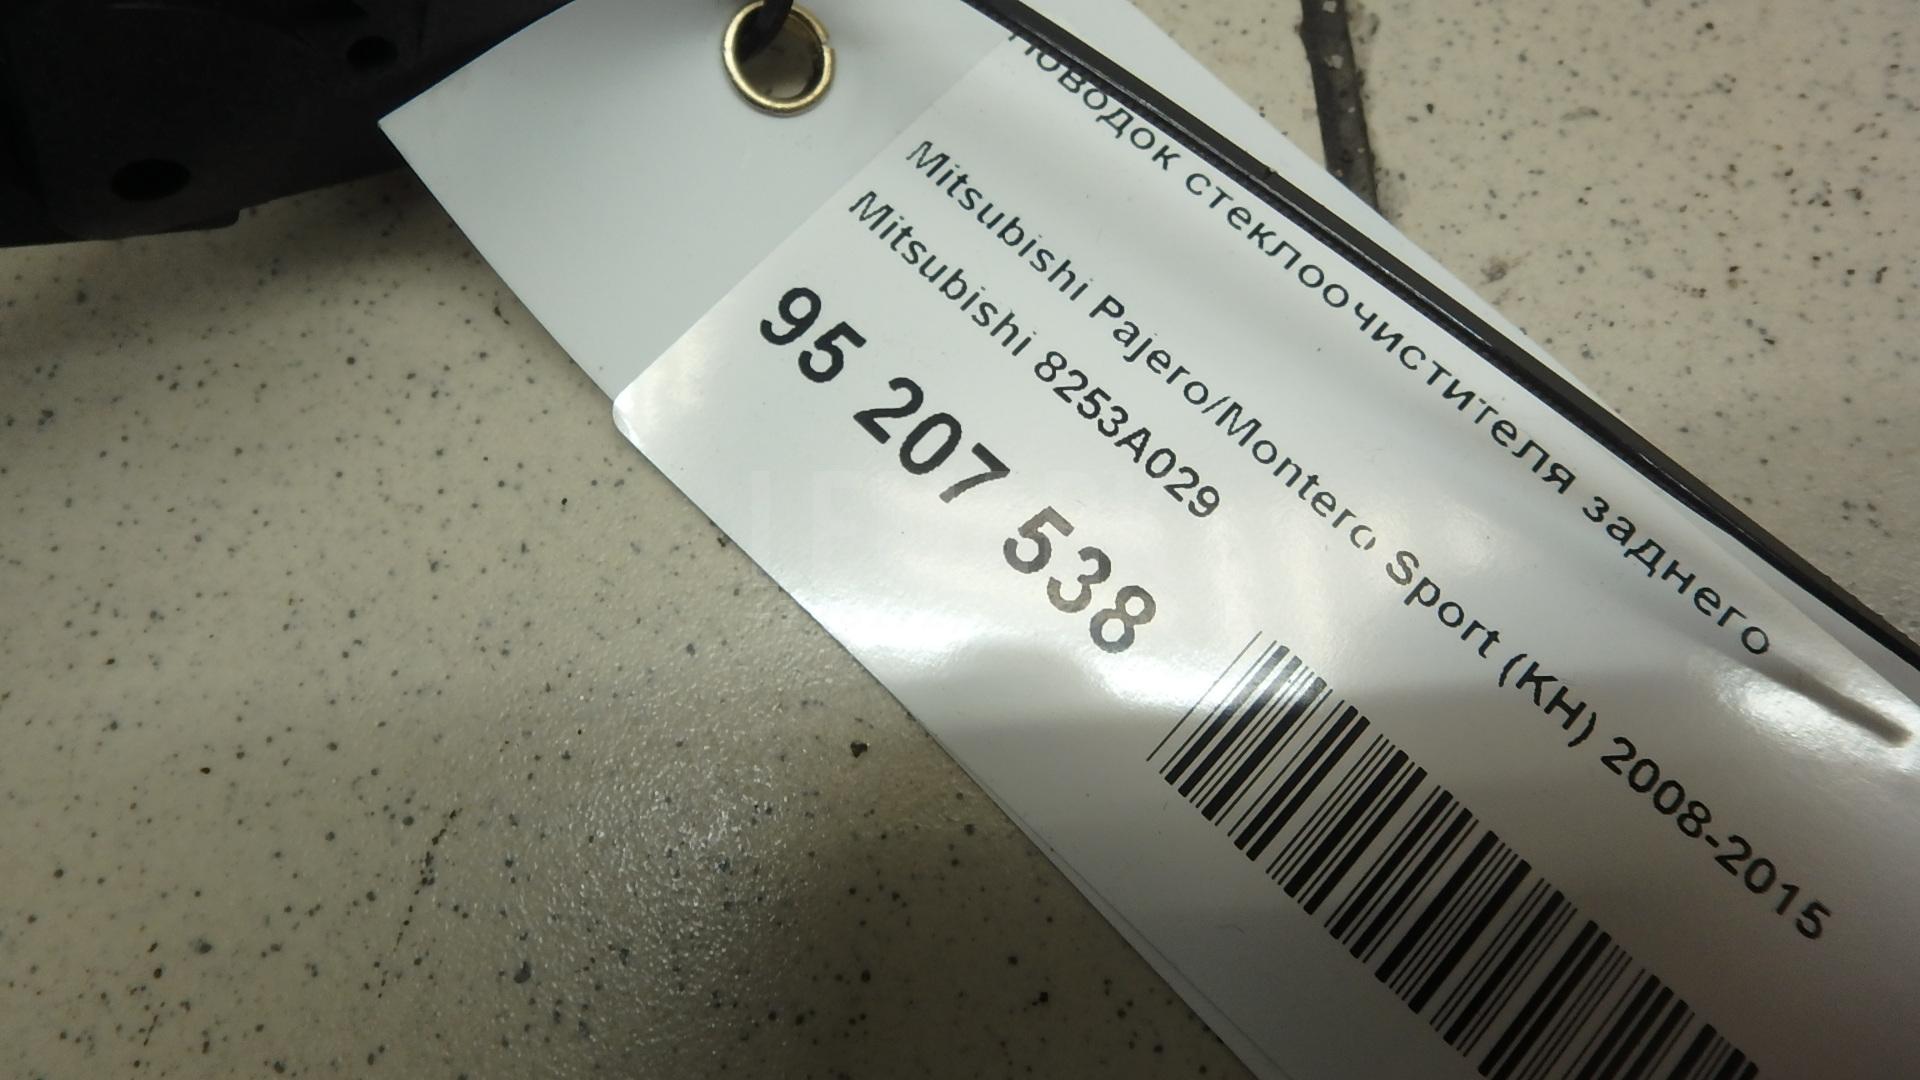 Поводок стеклоочистителя заднего
Mitsubishi Pajero/Montero Sport (KH) 2008-2015
Mitsubishi 8253A029
95 207 538